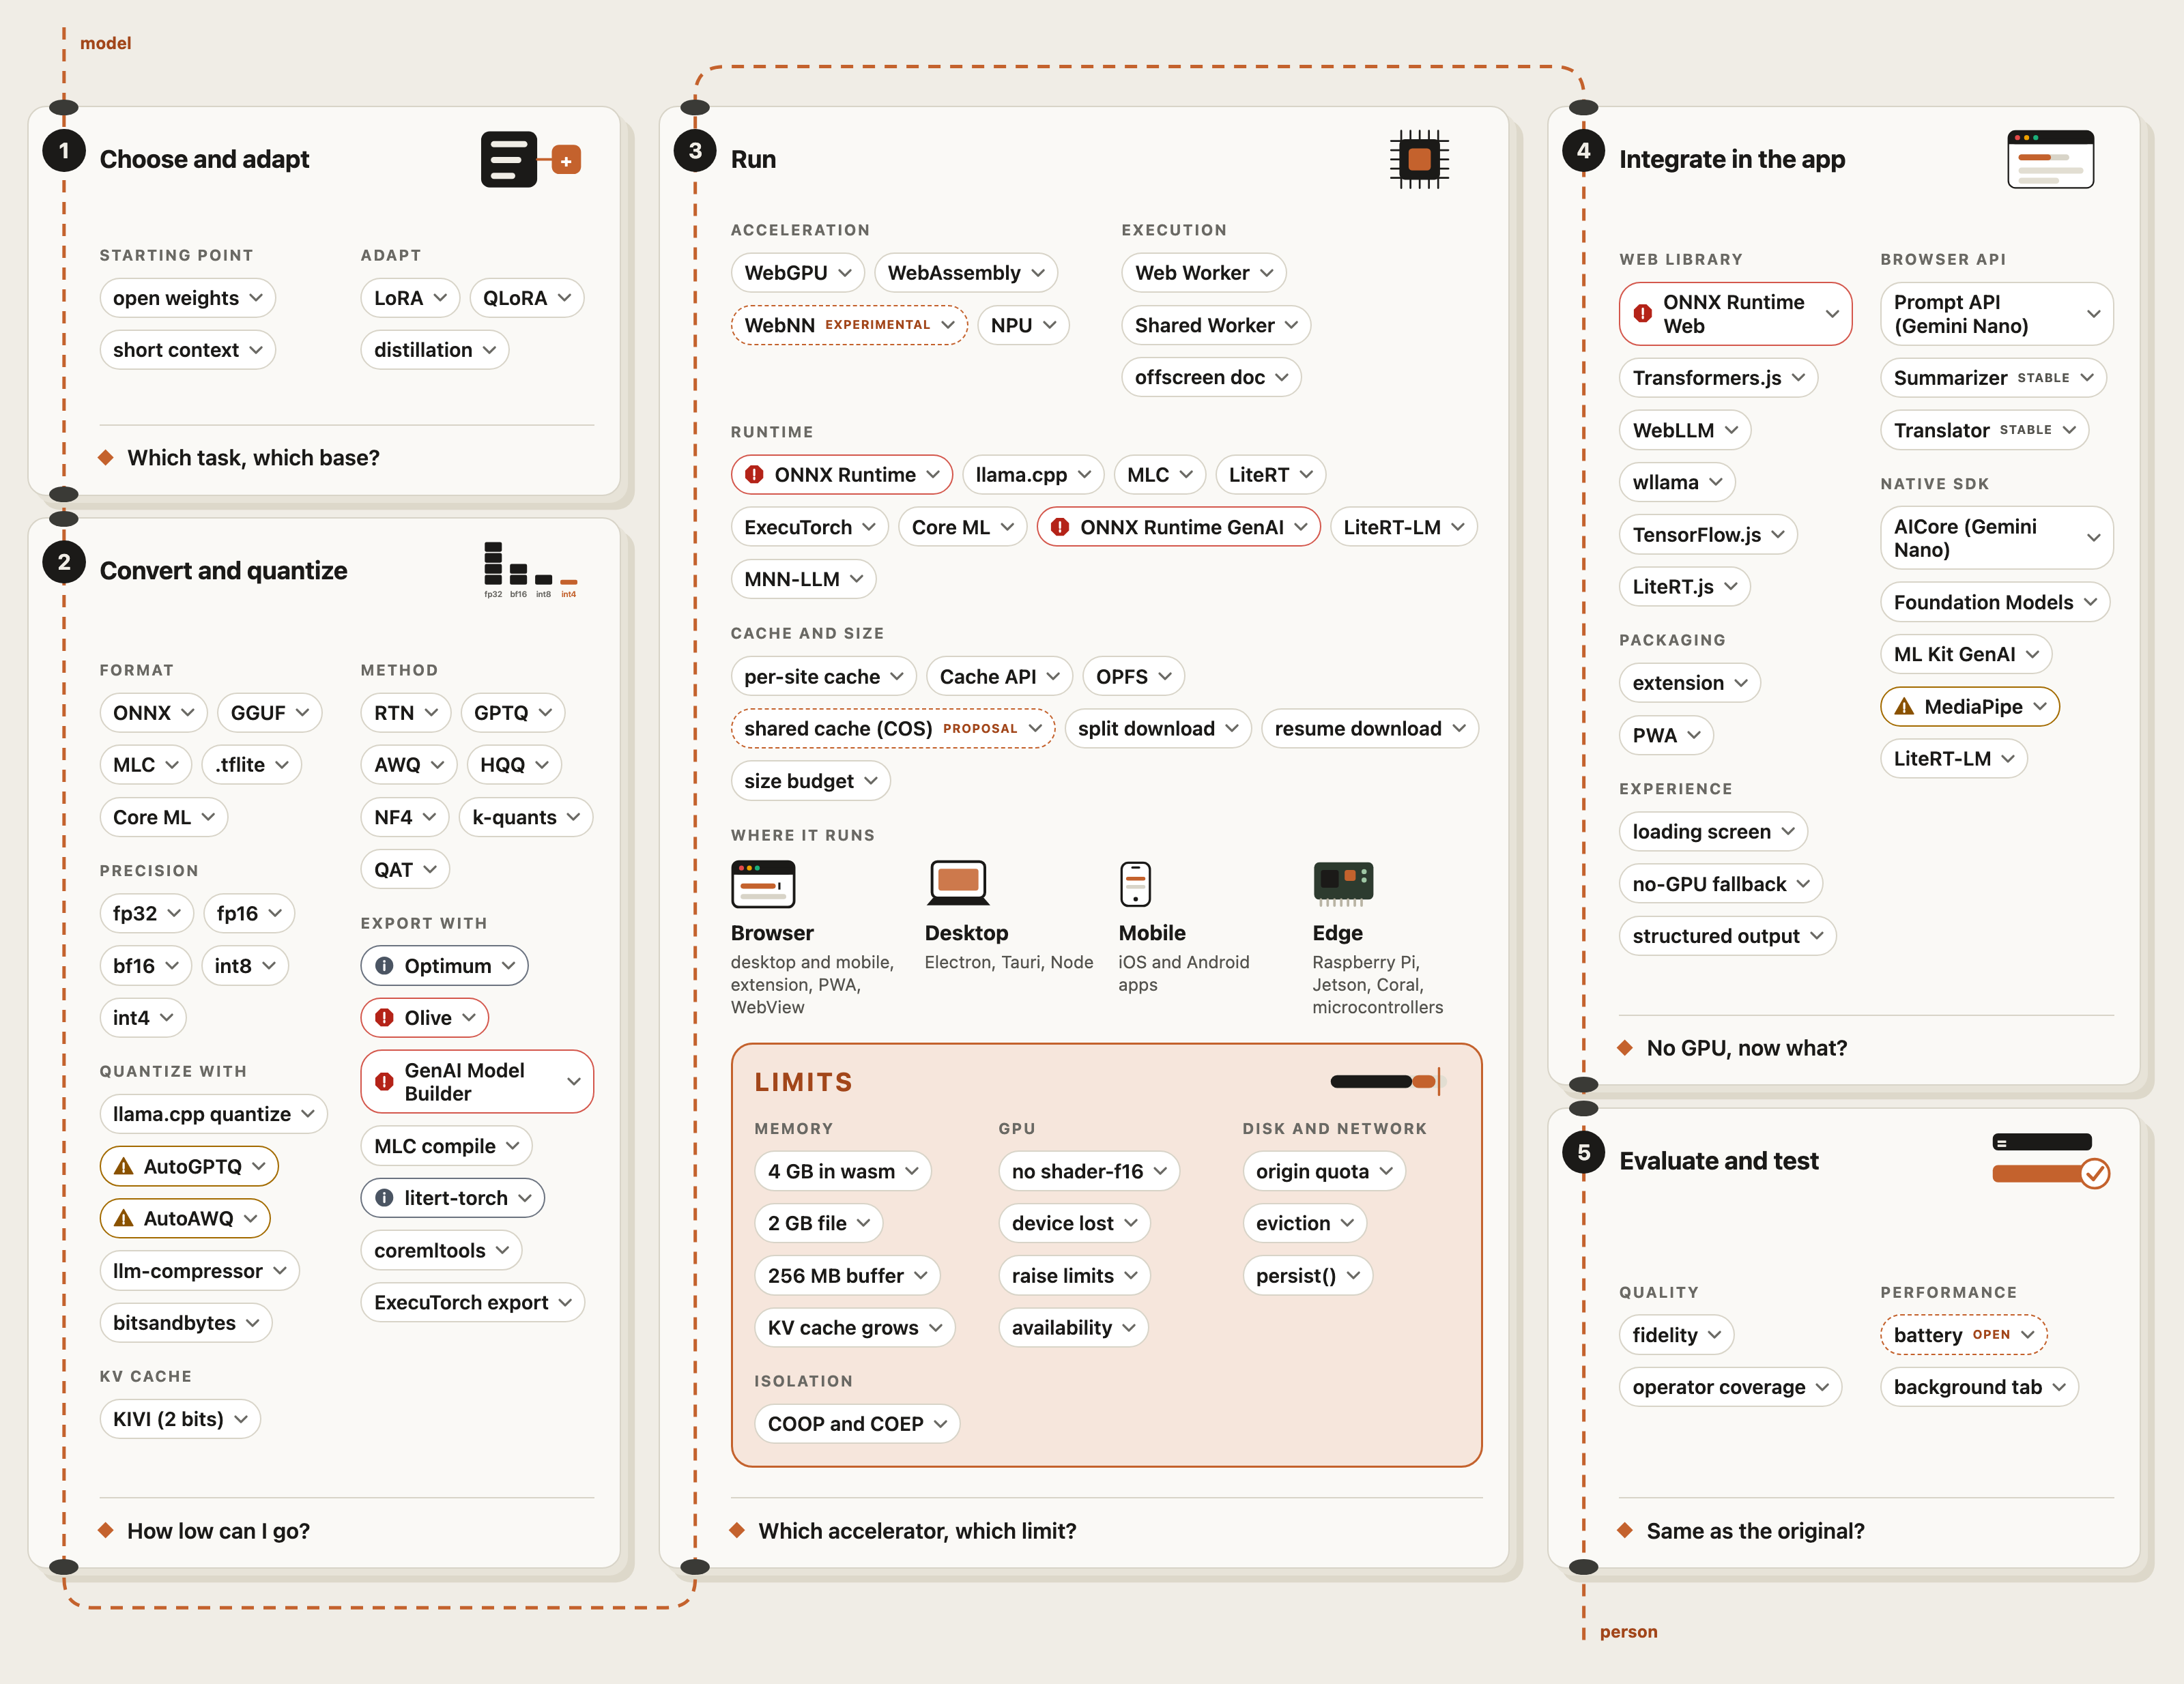 model
1
Choose and adapt
STARTING POINT
open weights
short context
ADAPT
LoRA
QLoRA
distillation
Which task, which base?
2
Convert and quantize
fp32 bf16 int8 int4
FORMAT
ONNX
GGUF
MLC
.tflite
Core ML
PRECISION
fp32
fp16
bf16
int8
int4
QUANTIZE WITH
llama.cpp quantize
AutoGPTQ
AutoAWQ
llm-compressor
bitsandbytes
KV CACHE
KIVI (2 bits)
METHOD
RTN
GPTQ
AWQ
HQQ
NF4
k-quants
QAT
EXPORT WITH
Optimum
Olive
GenAI Model
Builder
MLC compile
litert-torch
coremltools
ExecuTorch export
How low can I go?
3
Run
ACCELERATION
WebGPU
WebAssembly
WebNN EXPERIMENTAL
NPU
EXECUTION
Web Worker
Shared Worker
offscreen doc
RUNTIME
ONNX Runtime
llama.cpp
MLC
LiteRT
ExecuTorch
Core ML
ONNX Runtime GenAI
LiteRT-LM
MNN-LLM
CACHE AND SIZE
per-site cache
Cache API
OPFS
shared cache (COS) PROPOSAL
split download
resume download
size budget
WHERE IT RUNS
Browser
desktop and mobile,
extension, PWA,
WebView
Desktop
Electron, Tauri, Node
Mobile
iOS and Android
apps
Edge
Raspberry Pi,
Jetson, Coral,
microcontrollers
LIMITS
MEMORY
4 GB in wasm
2 GB file
256 MB buffer
KV cache grows
GPU
no shader-f16
device lost
raise limits
availability
DISK AND NETWORK
origin quota
eviction
persist()
ISOLATION
COOP and COEP
Which accelerator, which limit?
4
Integrate in the app
WEB LIBRARY
ONNX Runtime
Web
Transformers.js
WebLLM
wllama
TensorFlow.js
LiteRT.js
PACKAGING
extension
PWA
EXPERIENCE
loading screen
no-GPU fallback
structured output
BROWSER API
Prompt API
(Gemini Nano)
Summarizer STABLE
Translator STABLE
NATIVE SDK
AICore (Gemini
Nano)
Foundation Models
ML Kit GenAI
MediaPipe
LiteRT-LM
No GPU, now what?
5
Evaluate and test
QUALITY
fidelity
operator coverage
PERFORMANCE
battery OPEN
background tab
Same as the original?
person